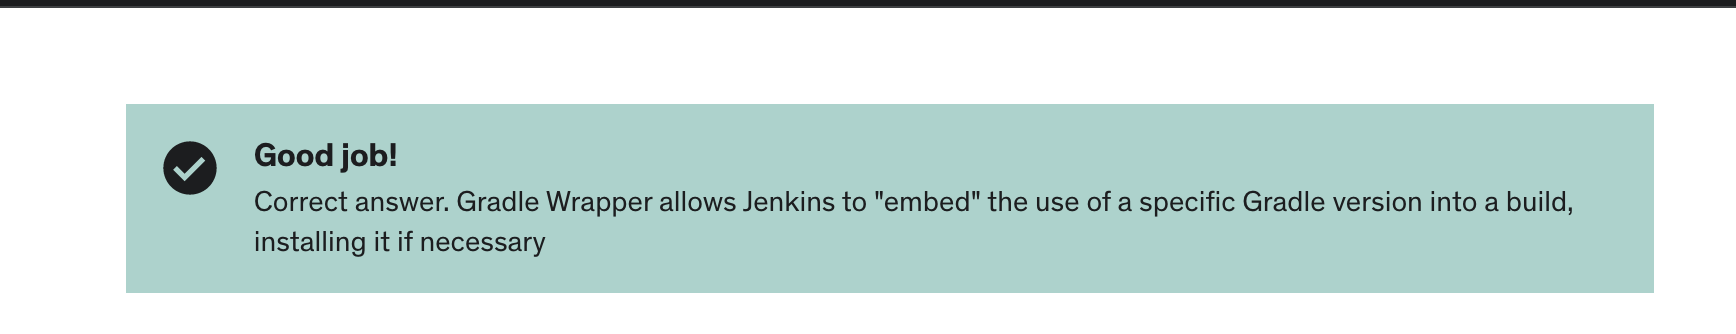 Good job!
Correct answer. Gradle Wrapper allows Jenkins to "embed" the use of a specific Gradle version into a build,
installing it if necessary